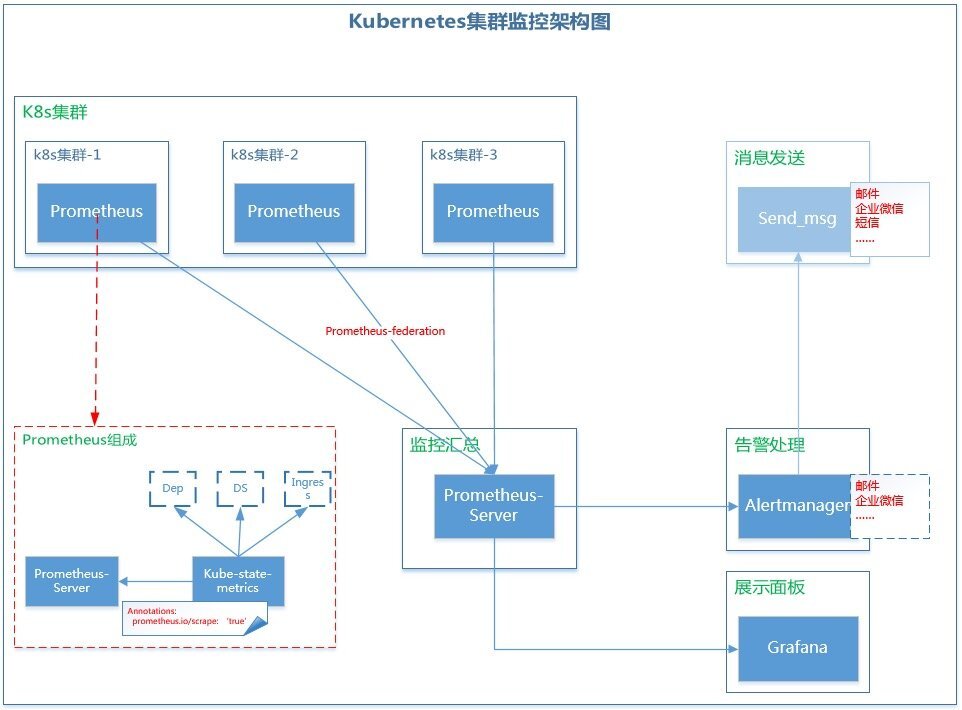 Kubernetes集群监控架构图
K8s集群
k8s集群-1
Prometheus
k8s集群-2
Prometheus
k8s集群-3
Prometheus
消息发送
Send_msg
邮件
企业微信
短信
......
Prometheus-federation
Prometheus组成
Dep
DS
Ingres
s
Prometheus-
Server
Kube-state-
metrics
Annotations:
prometheus.io/scrape: ‘true’
监控汇总
Prometheus-
Server
告警处理
Alertmanager
邮件
企业微信
......
展示面板
Grafana